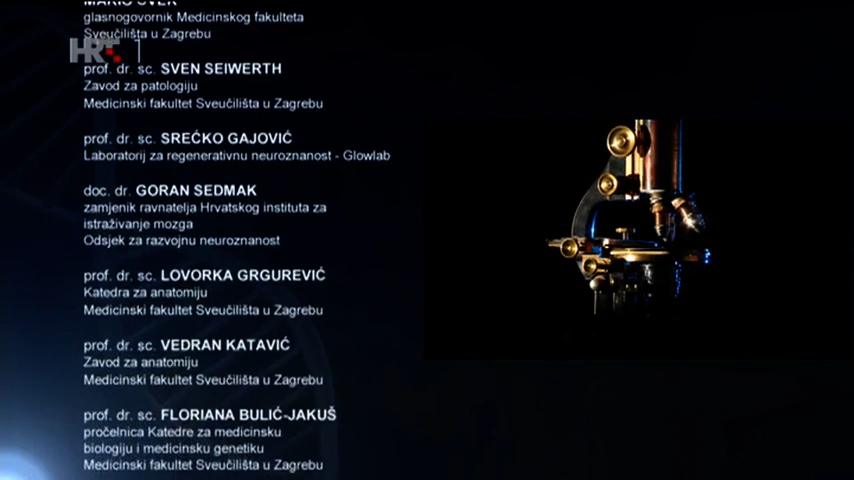 MARIO SVEK
glasnogovornik Medicinskog fakulteta
Sveučilišta u Zagrebu
HRT 1
prof. dr. sc. SVEN SEIWERTH
Zavod za patologiju
Medicinski fakultet Sveučilišta u Zagrebu
prof. dr. sc. SREĆKO GAJOVIĆ
Laboratorij za regenerativnu neuroznanost - Glowlab
doc. dr. GORAN SEDMAK
zamjenik ravnatelja Hrvatskog instituta za
istraživanje mozga
Odsjek za razvojnu neuroznanost
prof. dr. sc. LOVORKA GRGUREVIĆ
Katedra za anatomiju
Medicinski fakultet Sveučilišta u Zagrebu
prof. dr. sc. VEDRAN KATAVIĆ
Zavod za anatomiju
Medicinski fakultet Sveučilišta u Zagrebu
prof. dr. sc. FLORIANA BULIĆ-JAKUŠ
pročelnica Katedre za medicinsku
biologiju i medicinsku genetiku
Medicinski fakultet Sveučilišta u Zagrebu